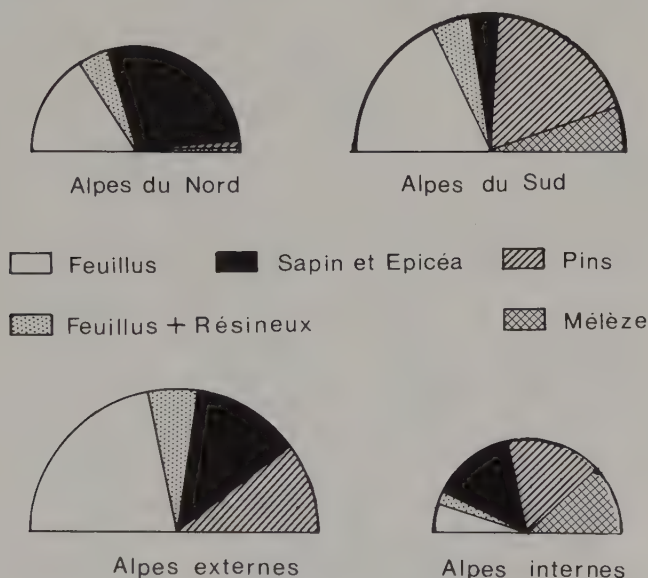 Alpes du Nord
Alpes du Sud
Feuillus
Sapin et Epicéa
Pins
Feuillus + Résineux
Mélèze
Alpes externes
Alpes internes